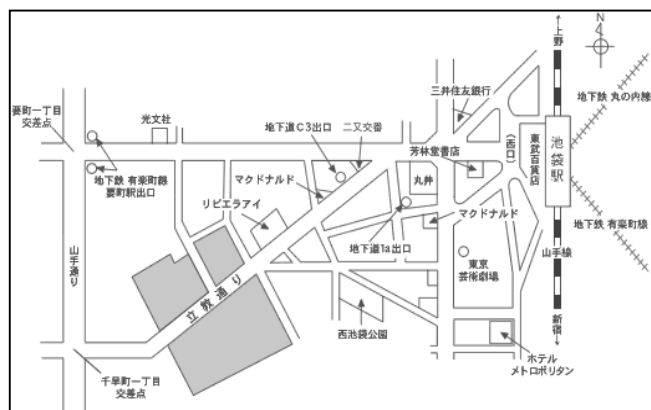 N
上野
三井住友銀行
地下鉄 丸の内線
要町一丁目
交差点
光文社
地下道C3出口
二又交番
芳林堂書店
(西口)
東武百貨店
池袋駅
地下鉄 有楽町線
要町駅出口
マクドナルド
丸井
リビエラアイ
マクドナルド
地下鉄 有楽町線
地下道1a出口
山手通り
東京
芸術劇場
山手線
立教通り
西池袋公園
新宿
ホテル
メトロポリタン
千早町一丁目
交差点